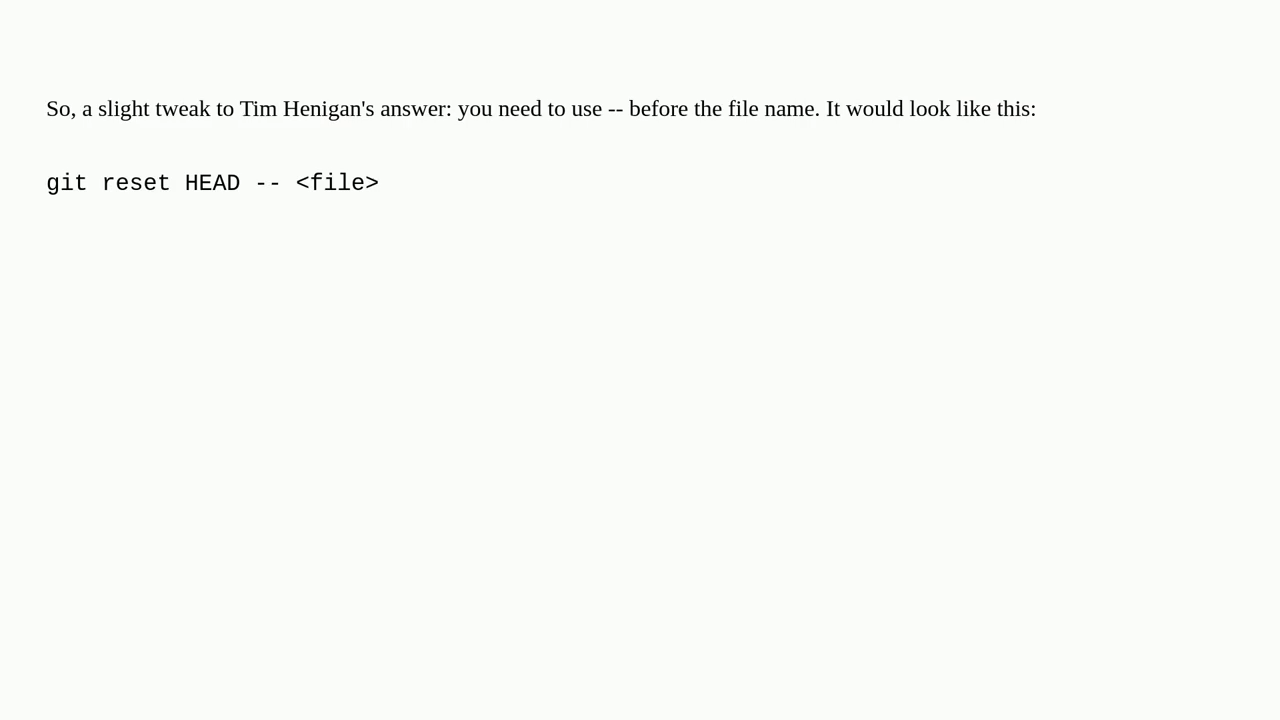 So, a slight tweak to Tim Henigan's answer: you need to use -- before the file name. It would look like this:
git reset HEAD -- <file>